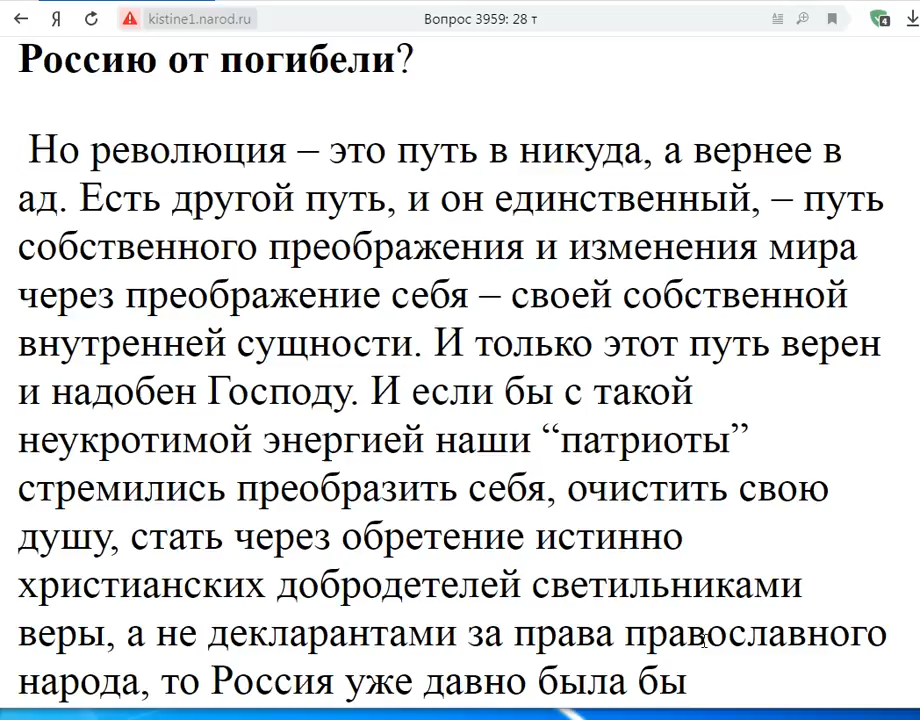 Я kistine1.narod.ru Вопрос 3959: 28 т 4
Россию от погибели?
Но революция – это путь в никуда, а вернее в
ад. Есть другой путь, и он единственный, – путь
собственного преображения и изменения мира
через преображение себя – своей собственной
внутренней сущности. И только этот путь верен
и надобен Господу. И если бы с такой
неукротимой энергией наши “патриоты”
стремились преобразить себя, очистить свою
душу, стать через обретение истинно
христианских добродетелей светильниками
веры, а не декларантами за права православного
народа, то Россия уже давно была бы